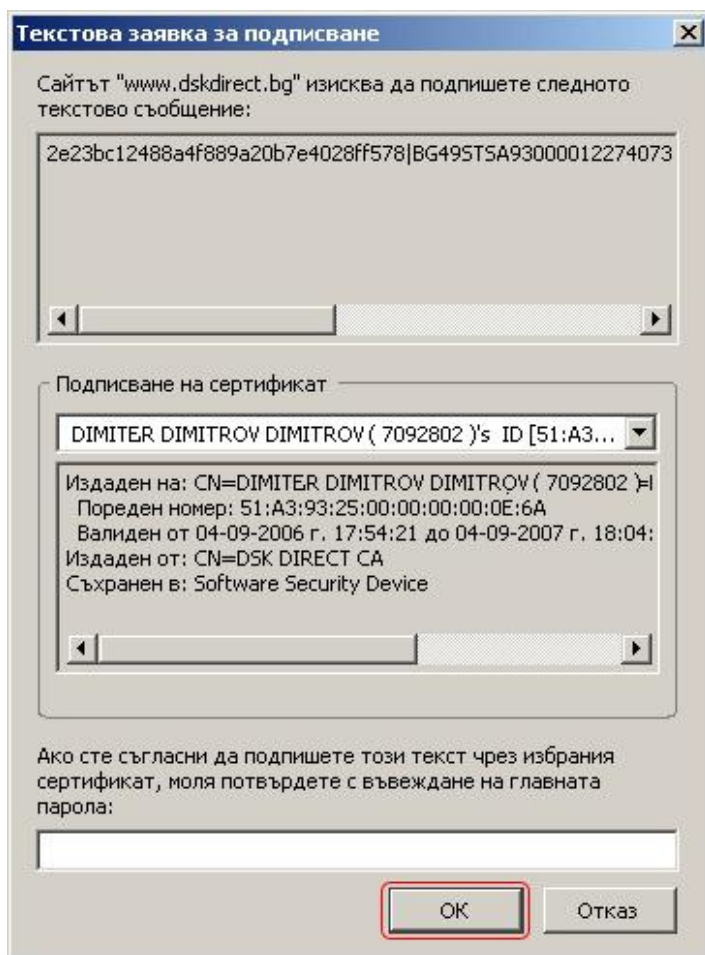 Текстова заявка за подписване
Сайтът "www.dskdirect.bg" изисква да подпишете следното
текстово съобщение:
2e23bc12488a4f889a20b7e4028ff578|BG49STSA93000012274073
Подписване на сертификат
DIMITER DIMITROV DIMITROV ( 7092802 )'s ID [51:A3...
Издаден на: CN=DIMITER DIMITROV DIMITROV ( 7092802 )
Пореден номер: 51:A3:93:25:00:00:00:00:0E:6A
Валиден от 04-09-2006 г. 17:54:21 до 04-09-2007 г. 18:04:
Издаден от: CN=DSK DIRECT CA
Съхранен в: Software Security Device
Ако сте съгласни да подпишете този текст чрез избрания
сертификат, моля потвърдете с въвеждане на главната
парола:
OK
Отказ